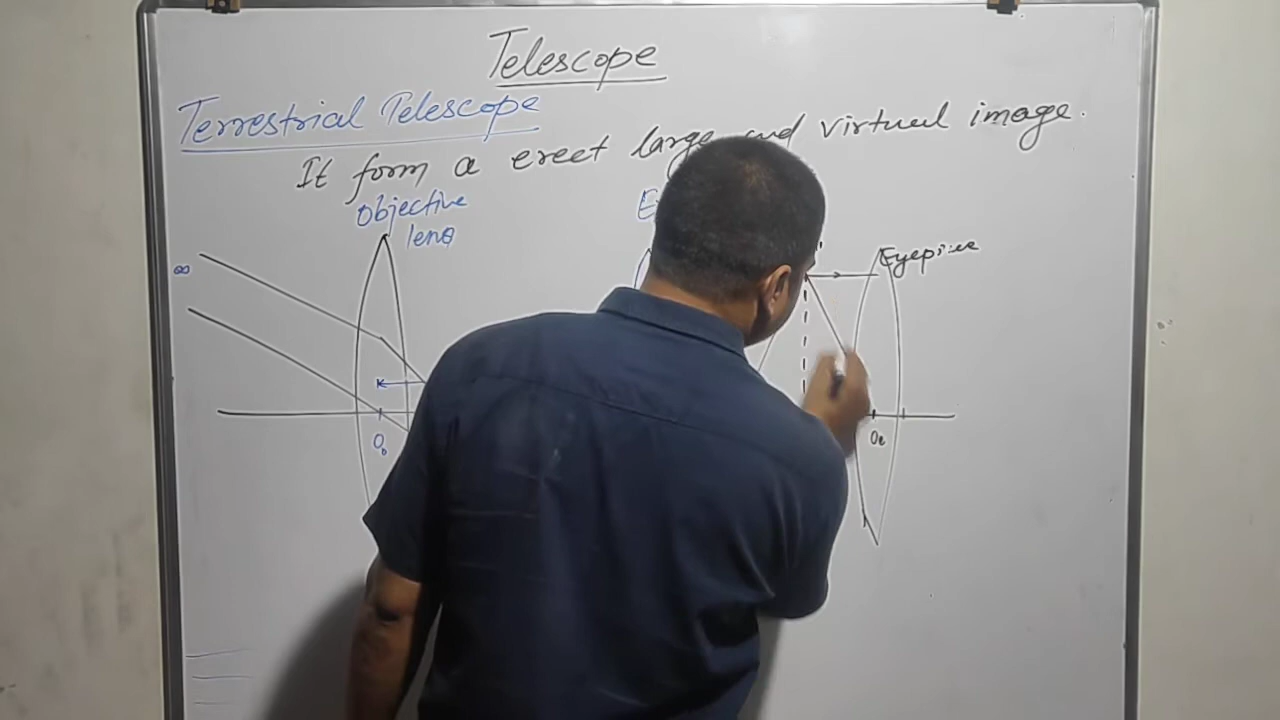 Telescope
Terrestrial Telescope
It form a erect large and virtual image.
Objective
lens
Eyepiece
∞
O₀
Oe